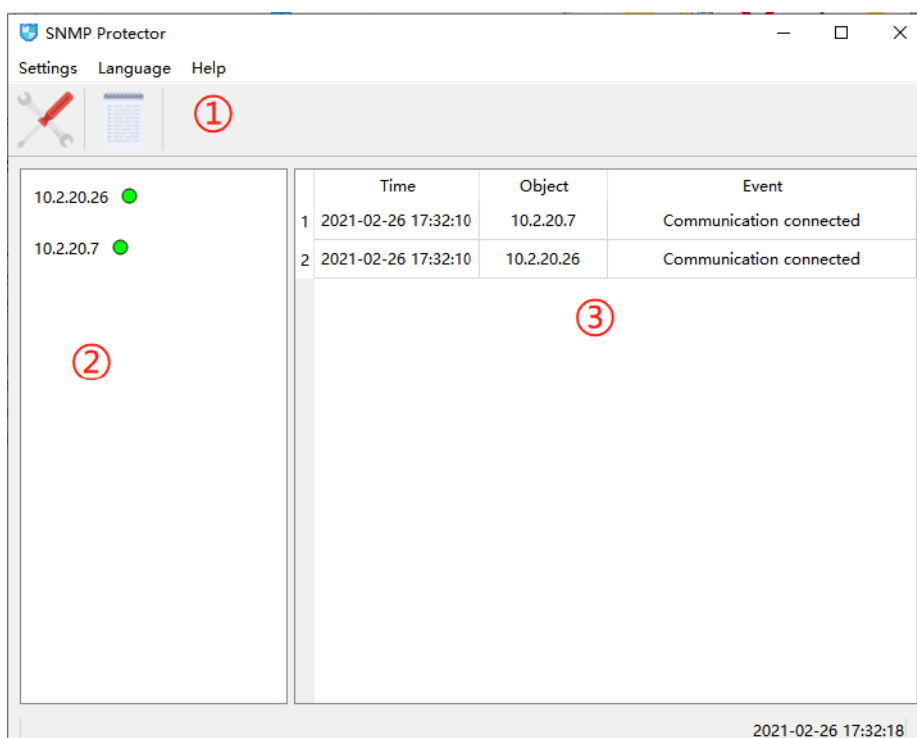 SNMP Protector
Settings Language Help
①
10.2.20.26
10.2.20.7
②
Time Object Event
1 2021-02-26 17:32:10 10.2.20.7 Communication connected
2 2021-02-26 17:32:10 10.2.20.26 Communication connected
③
2021-02-26 17:32:18